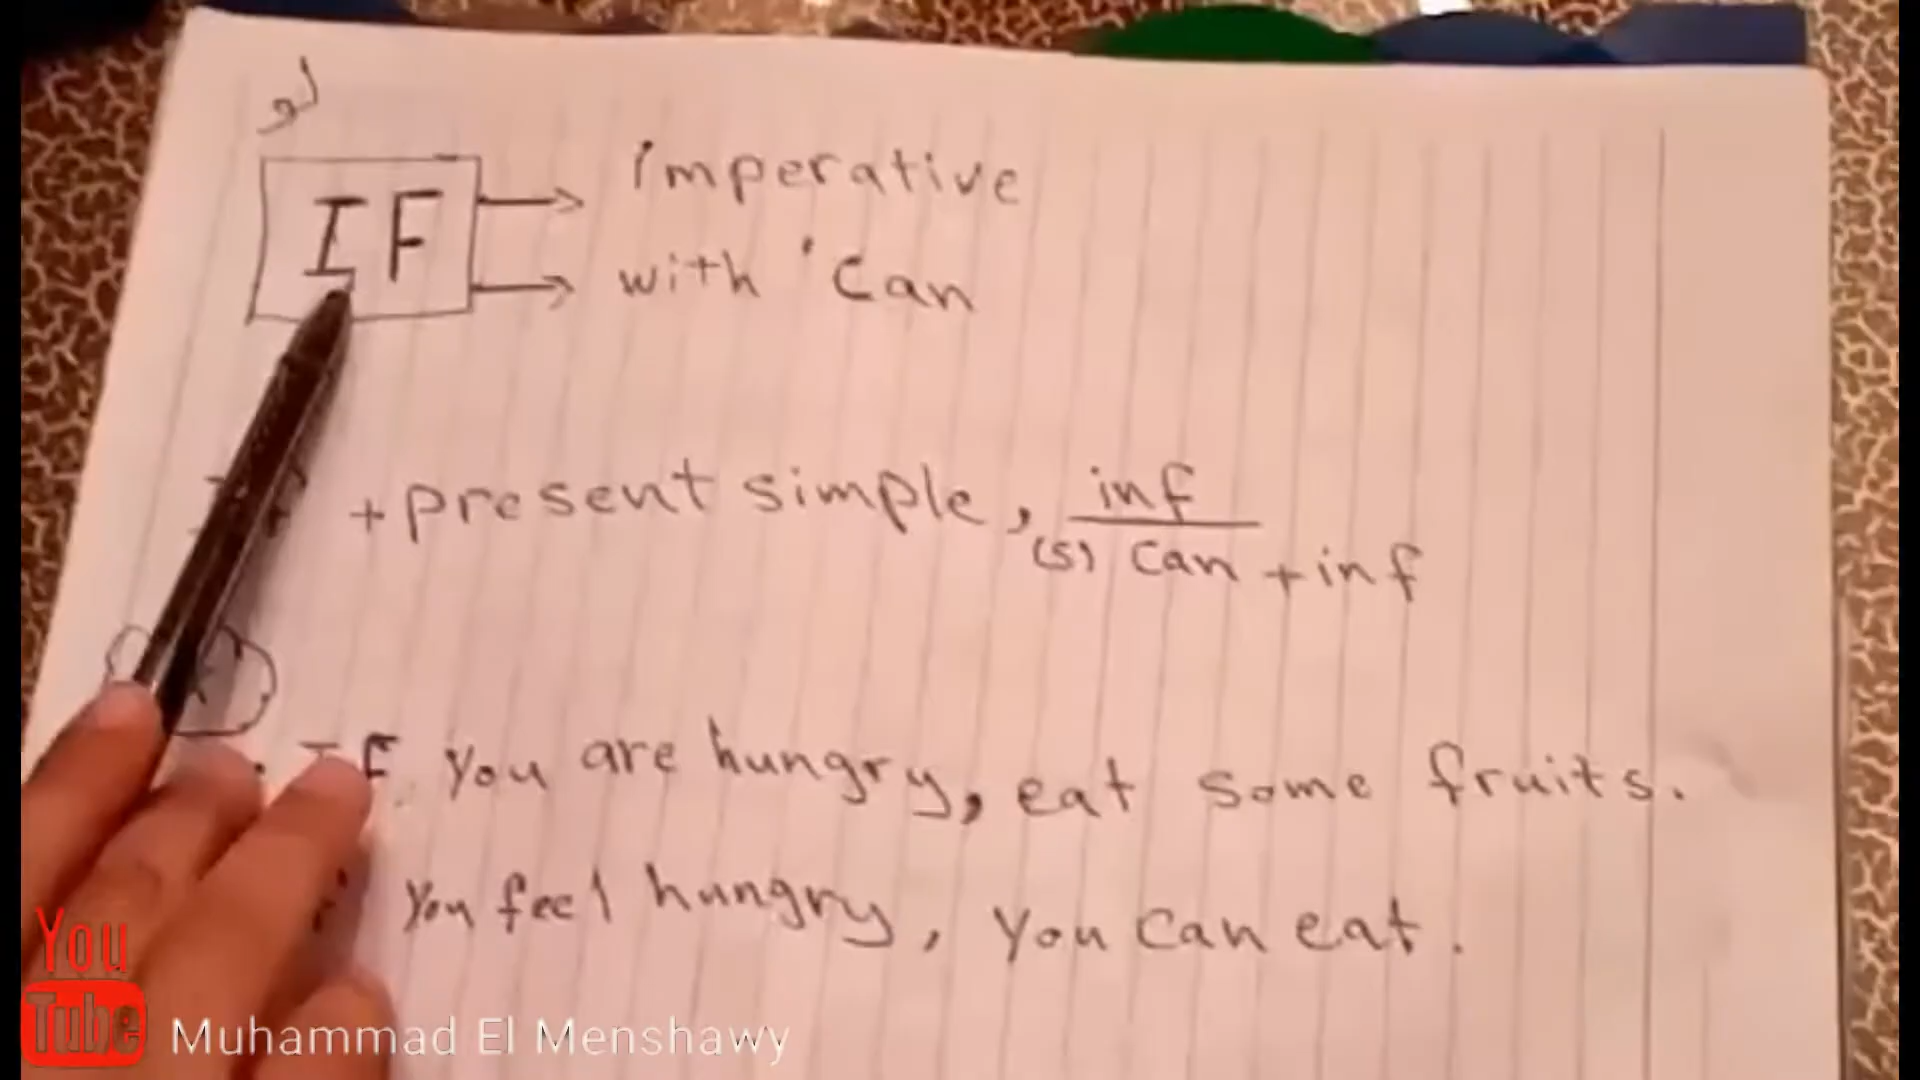 لو
IF
imperative
with 'Can
+ present simple, inf
(s) can + inf
IF you are hungry, eat some fruits.
You feel hungry, you can eat.
You
Tube
Muhammad El Menshawy